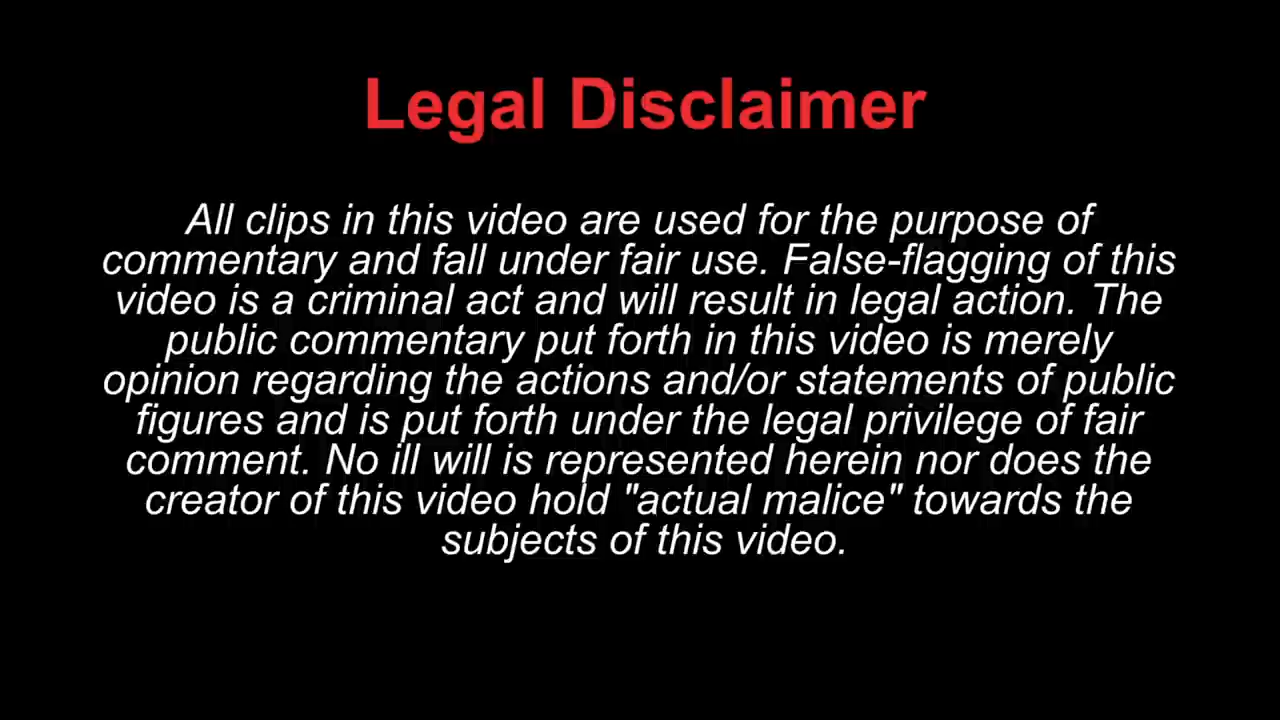 Legal Disclaimer
All clips in this video are used for the purpose of
commentary and fall under fair use. False-flagging of this
video is a criminal act and will result in legal action. The
public commentary put forth in this video is merely
opinion regarding the actions and/or statements of public
figures and is put forth under the legal privilege of fair
comment. No ill will is represented herein nor does the
creator of this video hold "actual malice" towards the
subjects of this video.